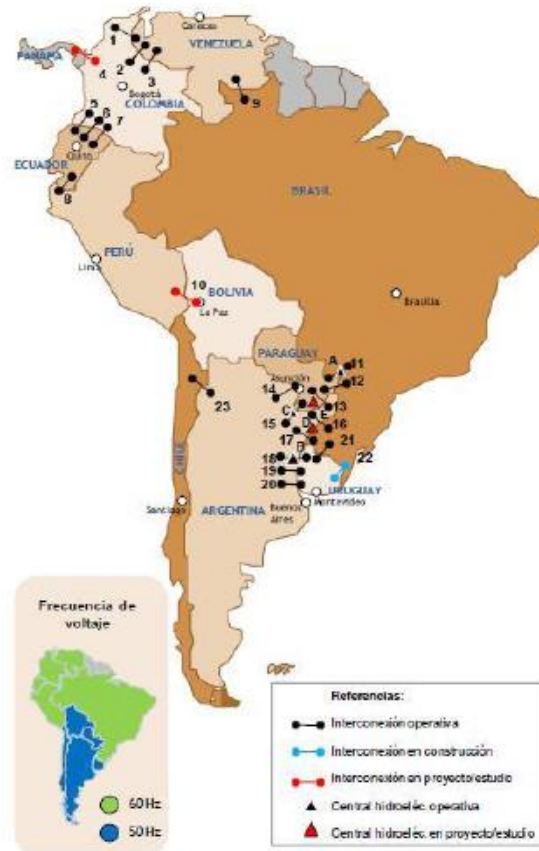 Caracas
1
VENEZUELA
PANAMA
2
3
4
Bogotá
COLOMBIA
9
5
6
7
Quito
ECUADOR
8
BRASIL
PERÚ
Lima
10
BOLIVIA
La Paz
Brasilia
PARAGUAY
A
11
14
Asunción
12
23
C
13
15
E
D
16
17
21
B
18
22
CHILE
19
20
URUGUAY
Santiago
ARGENTINA
Buenos
aires
Montevideo
Frecuencia de
voltaje
60Hz
50Hz
Referencias:
Interconexión operativa
Interconexión en construcción
Interconexión en proyecto/estudio
Central hidroeléc. operativa
Central hidroeléc. en proyecto/estudio